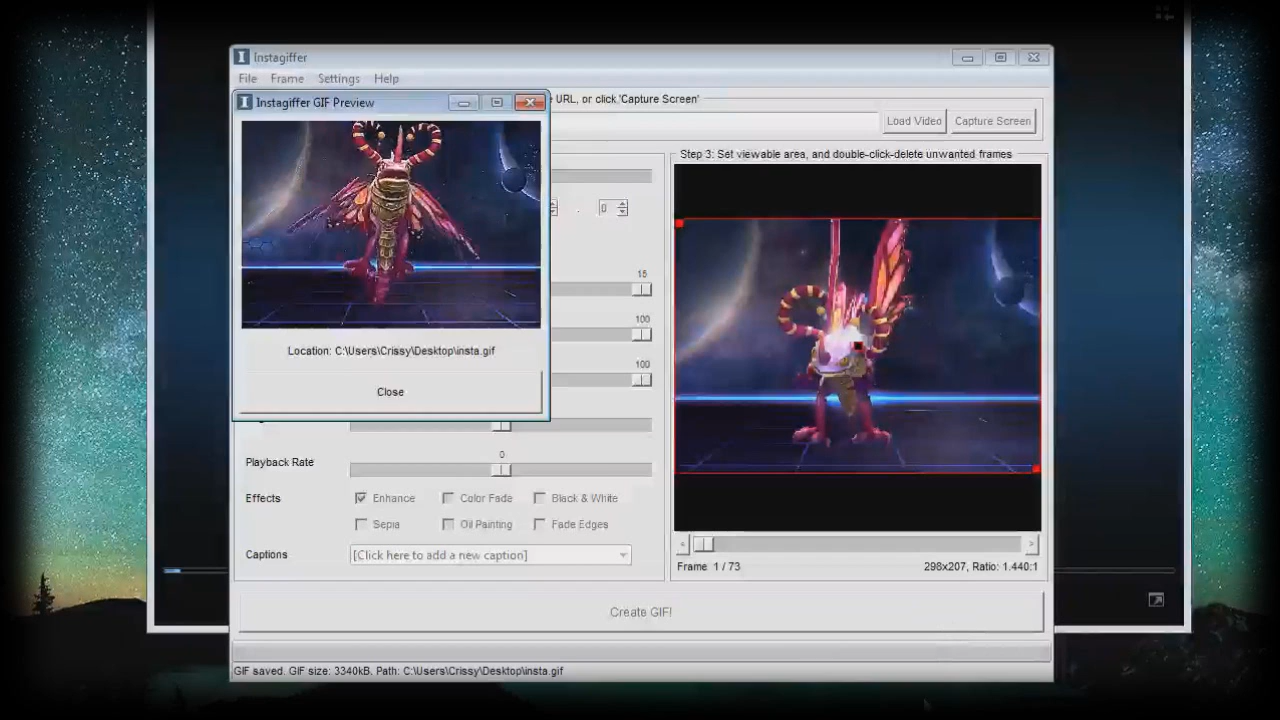 Instagiffer
File Frame Settings Help
Instagiffer GIF Preview
URL, or click 'Capture Screen'
Load Video Capture Screen
Step 3: Set viewable area, and double-click-delete unwanted frames
. 0
15
100
Location: C:\Users\Crissy\Desktop\insta.gif
100
Close
Playback Rate 0
Effects Enhance Color Fade Black & White
Sepia Oil Painting Fade Edges
Captions [Click here to add a new caption]
< >
Frame 1 / 73 298x207, Ratio: 1.440:1
Create GIF!
GIF saved. GIF size: 3340kB. Path: C:\Users\Crissy\Desktop\insta.gif